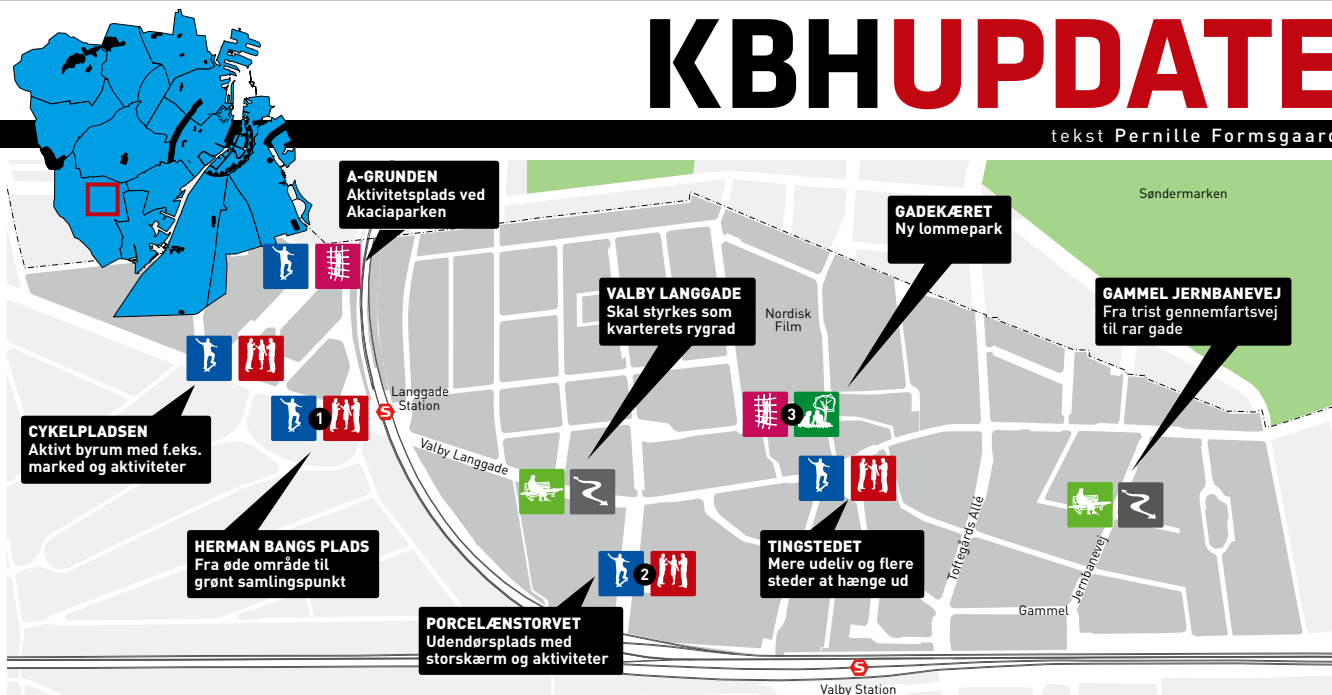 KBHUPDATE
tekst Pernille Formsgaard
A-GRUNDEN
Aktivitetsplads ved
Akaciaparken
GADEKÆRET
Ny lommepark
Søndermarken
VALBY LANGGADE
Skal styrkes som
kvarterets rygrad
Nordisk
Film
GAMMEL JERNBANEVEJ
Fra trist gennemfartsvej
til rar gade
Langgade
Station
S
1
3
CYKELPLADSEN
Aktivt byrum med f.eks.
marked og aktiviteter
Valby Langgade
HERMAN BANGS PLADS
Fra øde område til
grønt samlingspunkt
TINGSTEDET
Mere udeliv og flere
steder at hænge ud
Toftegårds Allé
Gammel Jernbanevej
2
PORCELÆNSTORVET
Udendørsplads med
storskærm og aktiviteter
S
Valby Station